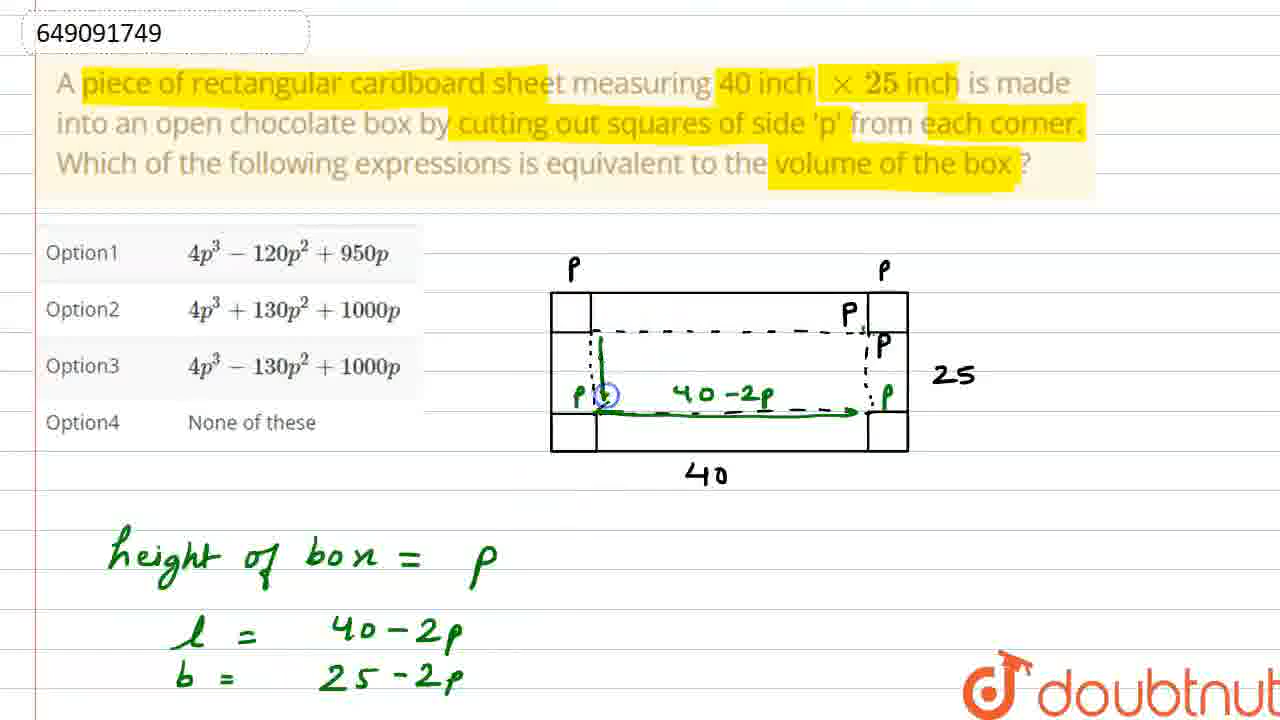 649091749
A piece of rectangular cardboard sheet measuring 40 inch × 25 inch is made
into an open chocolate box by cutting out squares of side 'p' from each corner.
Which of the following expressions is equivalent to the volume of the box ?
Option1 4p³ − 120p² + 950p
Option2 4p³ + 130p² + 1000p
Option3 4p³ − 130p² + 1000p
Option4 None of these
P P
P
P
25
P 40 - 2p P
40
height of box = p
l = 40 - 2p
b = 25 - 2p
doubtnut